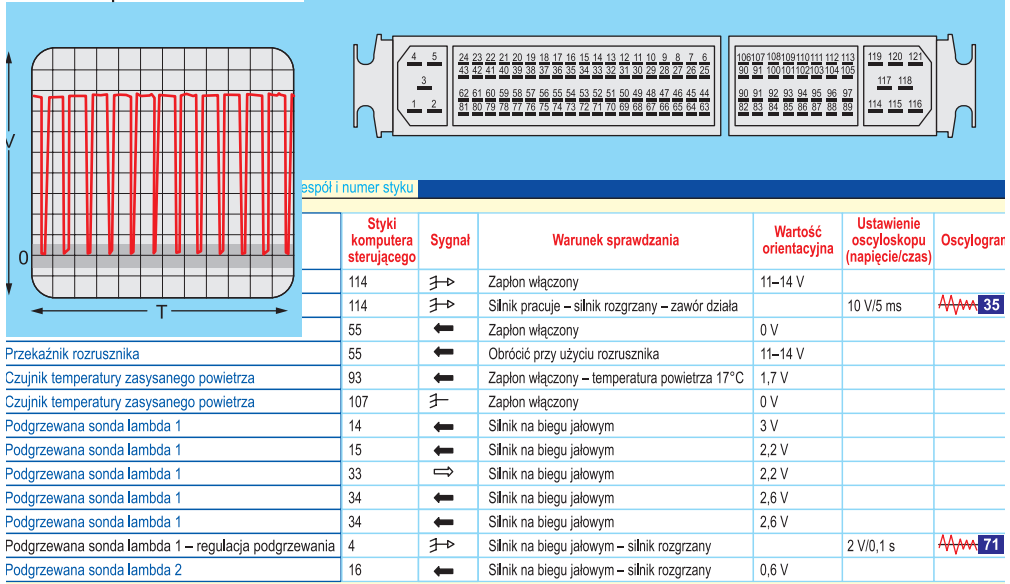 V
0
T
4 5
3
1 2
24 23 22 21 20 19 18 17 16 15 14 13 12 11 10 9 8 7 6
43 42 41 40 39 38 37 36 35 34 33 32 31 30 29 28 27 26 25
62 61 60 59 58 57 56 55 54 53 52 51 50 49 48 47 46 45 44
81 80 79 78 77 76 75 74 73 72 71 70 69 68 67 66 65 64 63
106 107 108 109 110 111 112 113
90 91 100 101 102 103 104 105
90 91 92 93 94 95 96 97
82 83 84 85 86 87 88 89
119 120 121
117 118
114 115 116
espół i numer styku
Styki komputera sterującego Sygnał Warunek sprawdzania Wartość orientacyjna Ustawienie oscyloskopu (napięcie/czas) Oscylogram
114 Zapłon włączony 11–14 V
114 Silnik pracuje – silnik rozgrzany – zawór działa 10 V/5 ms 35
55 Zapłon włączony 0 V
Przekaźnik rozrusznika 55 Obrócić przy użyciu rozrusznika 11–14 V
Czujnik temperatury zasysanego powietrza 93 Zapłon włączony – temperatura powietrza 17°C 1,7 V
Czujnik temperatury zasysanego powietrza 107 Zapłon włączony 0 V
Podgrzewana sonda lambda 1 14 Silnik na biegu jałowym 3 V
Podgrzewana sonda lambda 1 15 Silnik na biegu jałowym 2,2 V
Podgrzewana sonda lambda 1 33 Silnik na biegu jałowym 2,2 V
Podgrzewana sonda lambda 1 34 Silnik na biegu jałowym 2,6 V
Podgrzewana sonda lambda 1 34 Silnik na biegu jałowym 2,6 V
Podgrzewana sonda lambda 1 – regulacja podgrzewania 4 Silnik na biegu jałowym – silnik rozgrzany 2 V/0,1 s 71
Podgrzewana sonda lambda 2 16 Silnik na biegu jałowym – silnik rozgrzany 0,6 V